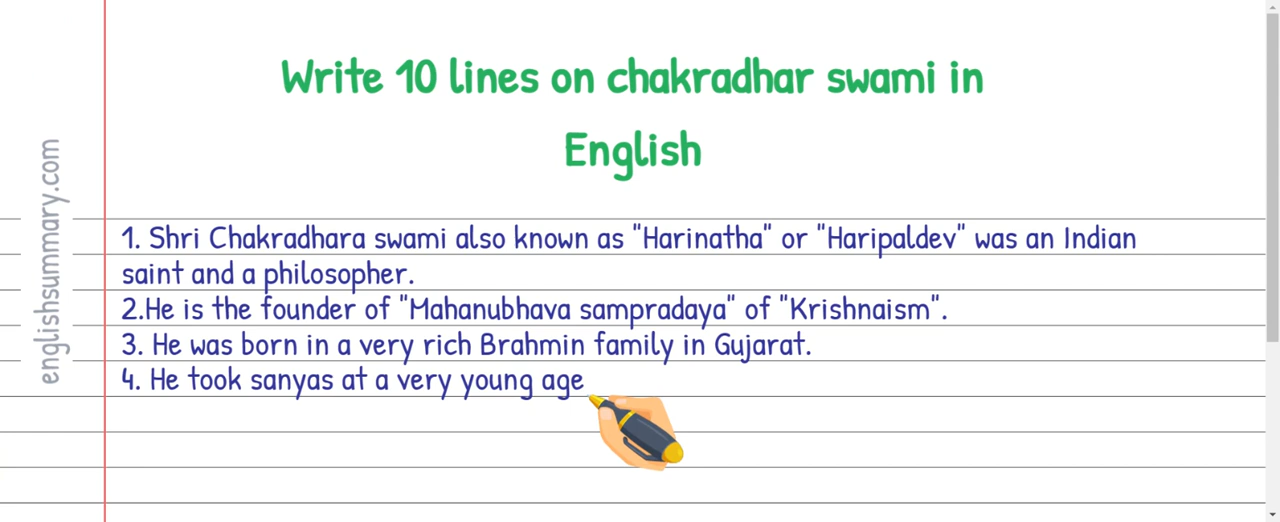 Write 10 lines on chakradhar swami in
English
englishsummary.com
1. Shri Chakradhara swami also known as "Harinatha" or "Haripaldev" was an Indian
saint and a philosopher.
2.He is the founder of "Mahanubhava sampradaya" of "Krishnaism".
3. He was born in a very rich Brahmin family in Gujarat.
4. He took sanyas at a very young age